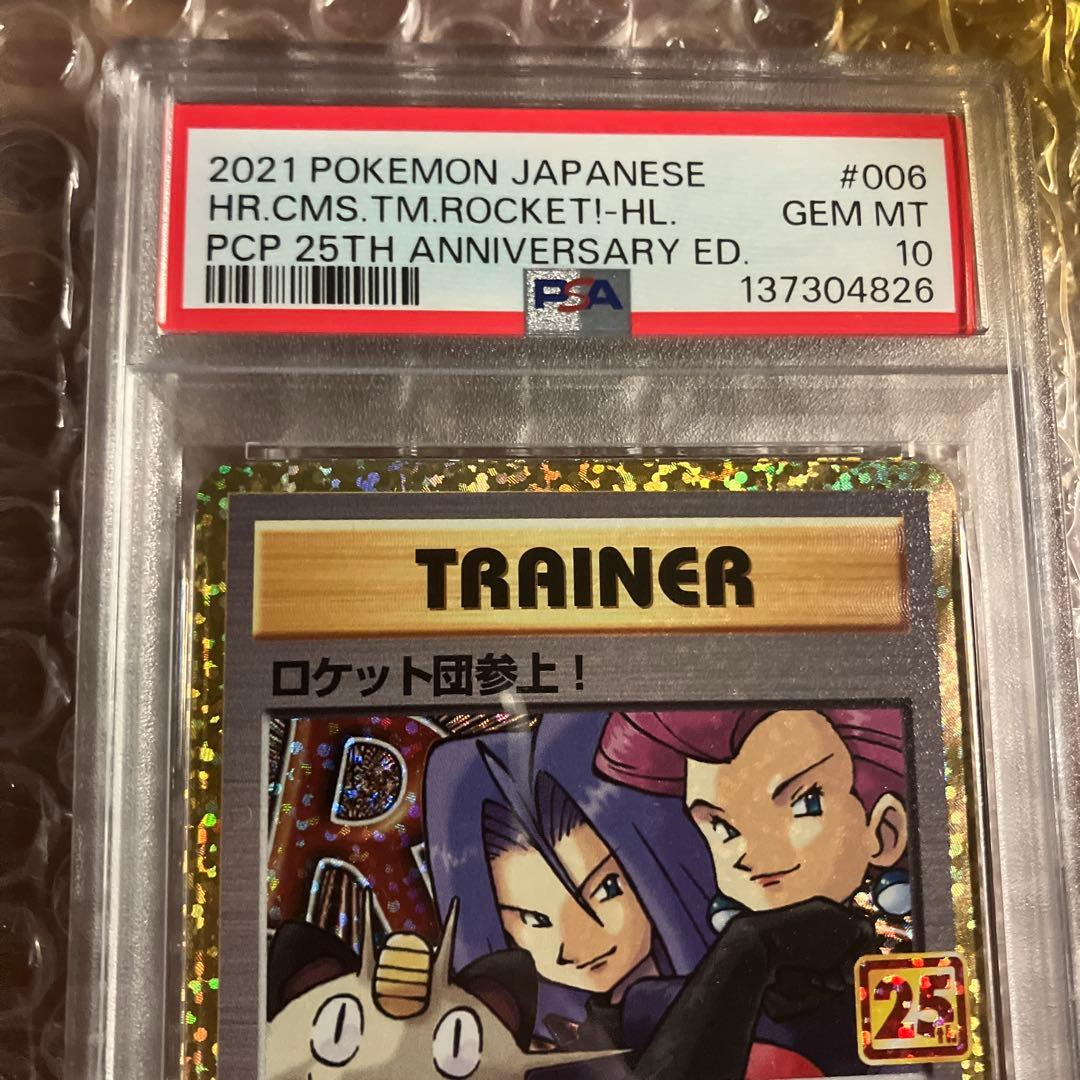 2021 POKEMON JAPANESE #006
HR.CMS.TM.ROCKET!-HL. GEM MT
PCP 25TH ANNIVERSARY ED. 10
PSA 137304826
TRAINER
ロケット団参上！
R
25th